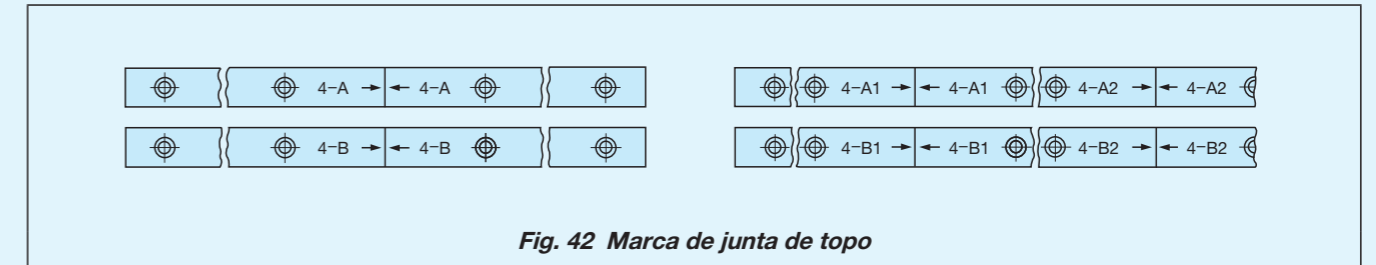 4–A 4–A
4–A1 4–A1 4–A2 4–A2
4–B 4–B
4–B1 4–B1 4–B2 4–B2
Fig. 42 Marca de junta de topo